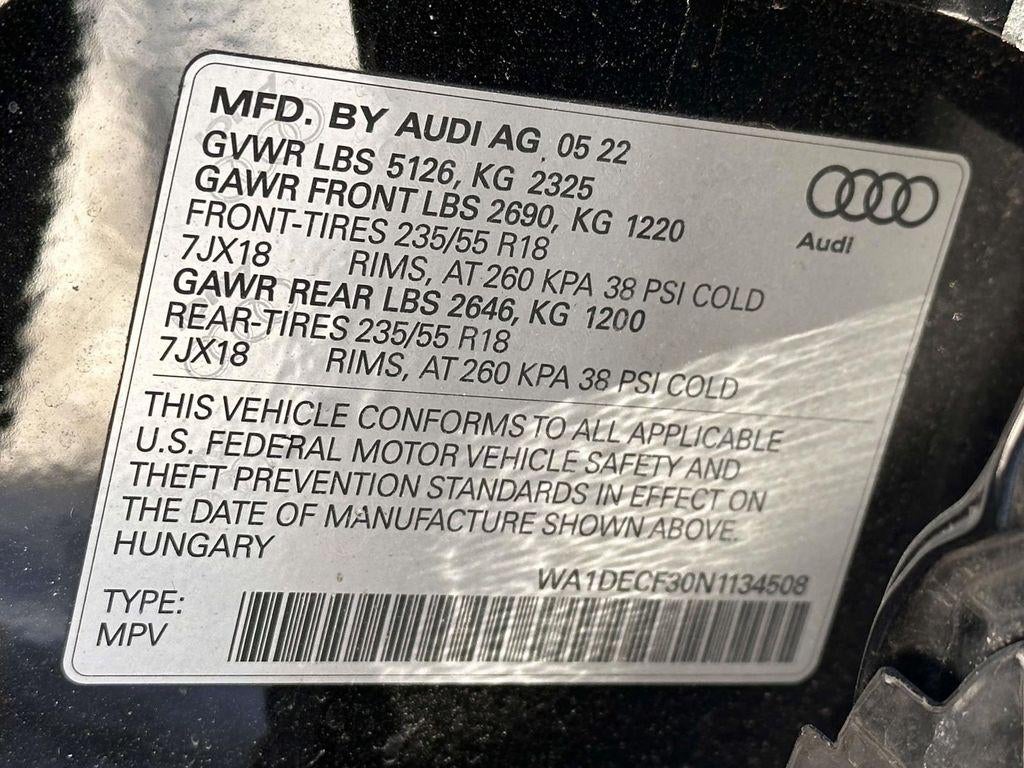 MFD. BY AUDI AG. 05 22
GVWR LBS 5126, KG 2325
GAWR FRONT LBS 2690, KG 1220
FRONT-TIRES 235/55 R18
7JX18 RIMS, AT 260 KPA 38 PSI COLD
GAWR REAR LBS 2646, KG 1200
REAR-TIRES 235/55 R18
7JX18 RIMS, AT 260 KPA 38 PSI COLD
Audi
THIS VEHICLE CONFORMS TO ALL APPLICABLE
U.S. FEDERAL MOTOR VEHICLE SAFETY AND
THEFT PREVENTION STANDARDS IN EFFECT ON
THE DATE OF MANUFACTURE SHOWN ABOVE.
HUNGARY
WA1DECF30N1134508
TYPE:
MPV